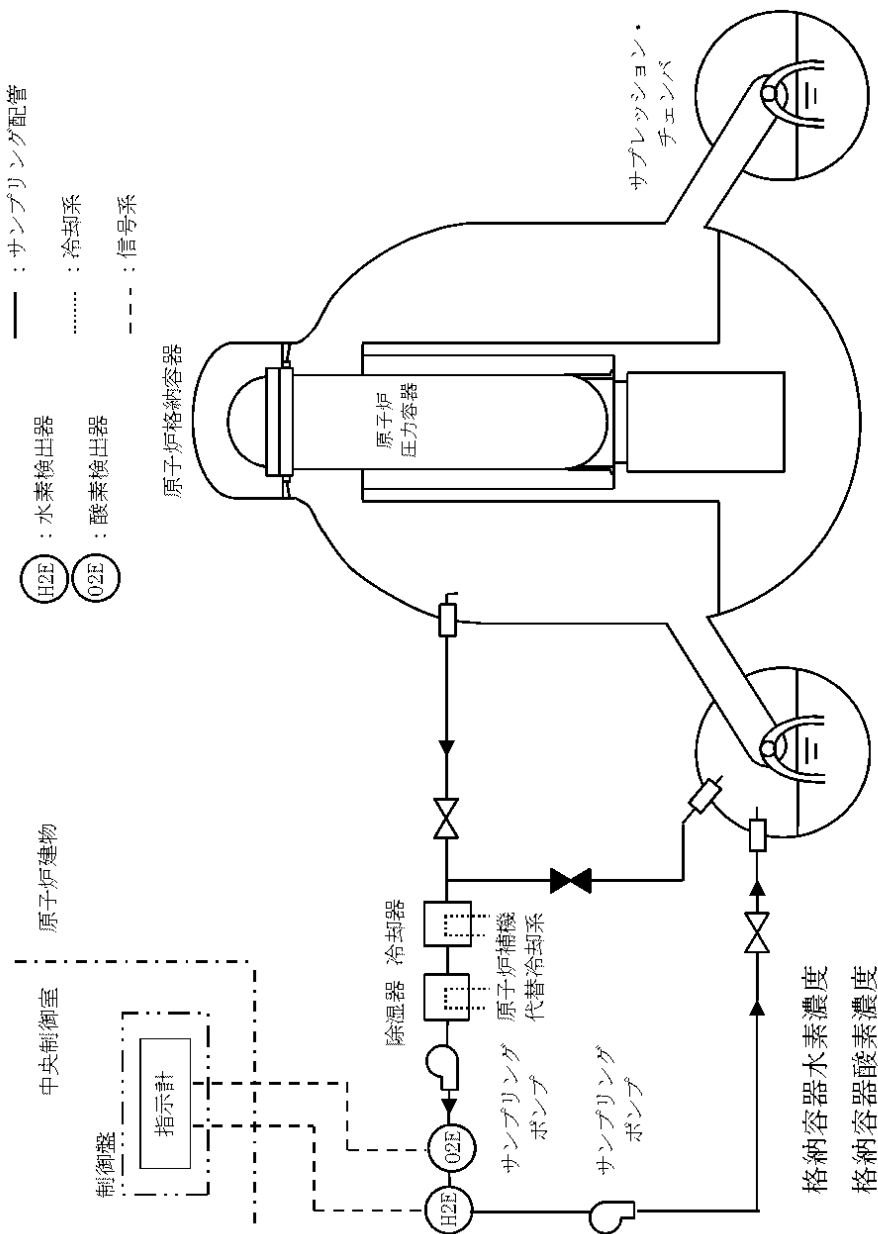 ——：サンプリング配管
……：冷却系
---：信号系
H2E：水素検出器
O2E：酸素検出器
原子炉格納容器
原子炉
圧力容器
サプレッション・
チェンバ
原子炉建物
中央制御室
制御盤
指示計
冷却器
除湿器
原子炉補機
代替冷却系
サンプリング
ポンプ
サンプリング
ポンプ
O2E
H2E
格納容器水素濃度
格納容器酸素濃度